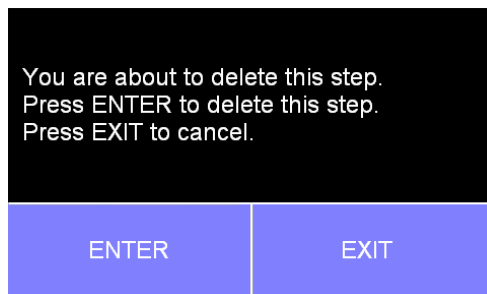 You are about to delete this step.
Press ENTER to delete this step.
Press EXIT to cancel.
ENTER
EXIT